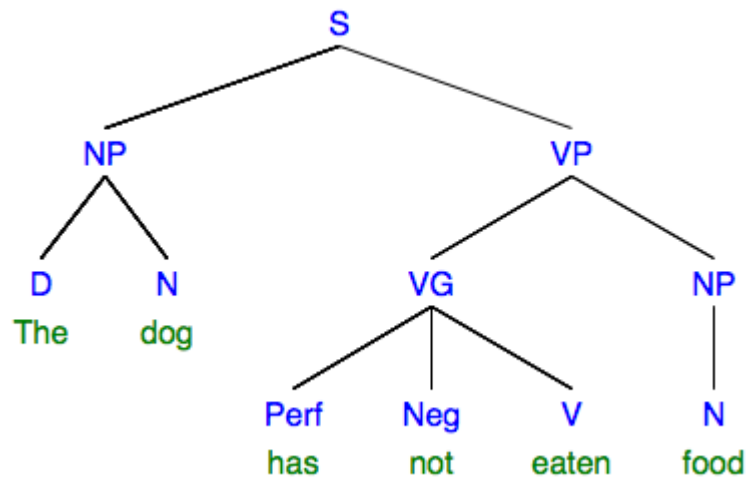 S
NP VP
D N VG NP
The dog
Perf Neg V N
has not eaten food